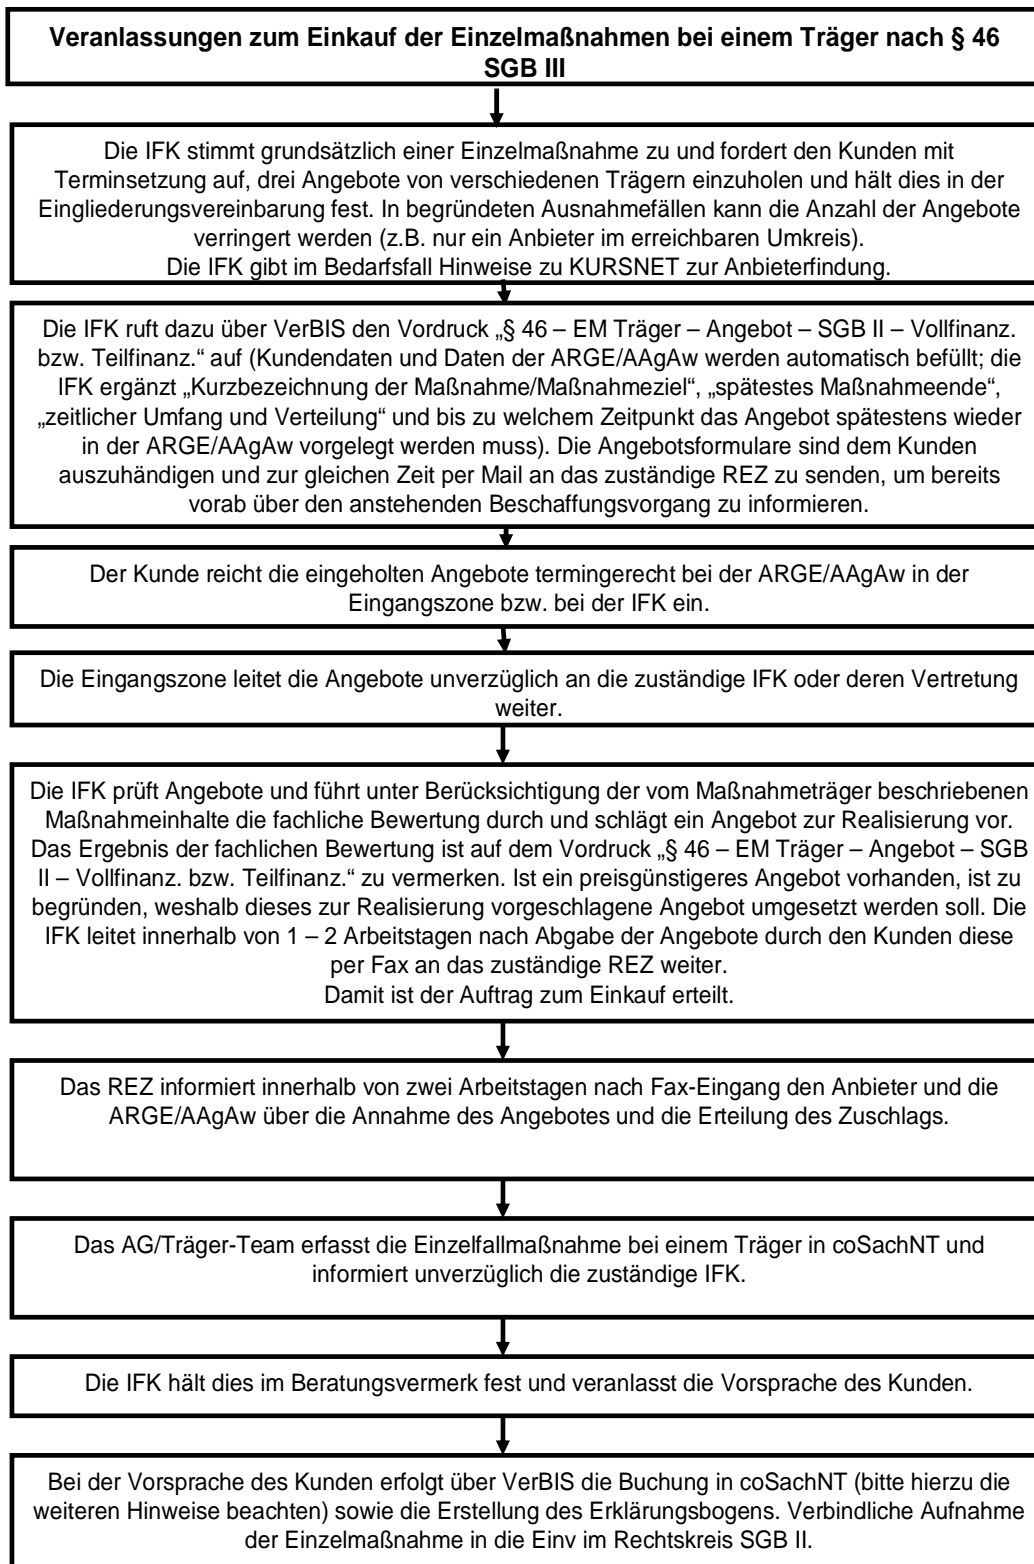 Veranlassungen zum Einkauf der Einzelmaßnahmen bei einem Träger nach § 46
SGB III
Die IFK stimmt grundsätzlich einer Einzelmaßnahme zu und fordert den Kunden mit
Terminsetzung auf, drei Angebote von verschiedenen Trägern einzuholen und hält dies in der
Eingliederungsvereinbarung fest. In begründeten Ausnahmefällen kann die Anzahl der Angebote
verringert werden (z.B. nur ein Anbieter im erreichbaren Umkreis).
Die IFK gibt im Bedarfsfall Hinweise zu KURSNET zur Anbieterfindung.
Die IFK ruft dazu über VerBIS den Vordruck „§ 46 – EM Träger – Angebot – SGB II – Vollfinanz.
bzw. Teilfinanz.“ auf (Kundendaten und Daten der ARGE/AAgAw werden automatisch befüllt; die
IFK ergänzt „Kurzbezeichnung der Maßnahme/Maßnahmeziel“, „spätestes Maßnahmeende“,
„zeitlicher Umfang und Verteilung“ und bis zu welchem Zeitpunkt das Angebot spätestens wieder
in der ARGE/AAgAw vorgelegt werden muss). Die Angebotsformulare sind dem Kunden
auszuhändigen und zur gleichen Zeit per Mail an das zuständige REZ zu senden, um bereits
vorab über den anstehenden Beschaffungsvorgang zu informieren.
Der Kunde reicht die eingeholten Angebote termingerecht bei der ARGE/AAgAw in der
Eingangszone bzw. bei der IFK ein.
Die Eingangszone leitet die Angebote unverzüglich an die zuständige IFK oder deren Vertretung
weiter.
Die IFK prüft Angebote und führt unter Berücksichtigung der vom Maßnahmeträger beschriebenen
Maßnahmeinhalte die fachliche Bewertung durch und schlägt ein Angebot zur Realisierung vor.
Das Ergebnis der fachlichen Bewertung ist auf dem Vordruck „§ 46 – EM Träger – Angebot – SGB
II – Vollfinanz. bzw. Teilfinanz.“ zu vermerken. Ist ein preisgünstigeres Angebot vorhanden, ist zu
begründen, weshalb dieses zur Realisierung vorgeschlagene Angebot umgesetzt werden soll. Die
IFK leitet innerhalb von 1 – 2 Arbeitstagen nach Abgabe der Angebote durch den Kunden diese
per Fax an das zuständige REZ weiter.
Damit ist der Auftrag zum Einkauf erteilt.
Das REZ informiert innerhalb von zwei Arbeitstagen nach Fax-Eingang den Anbieter und die
ARGE/AAgAw über die Annahme des Angebotes und die Erteilung des Zuschlags.
Das AG/Träger-Team erfasst die Einzelfallmaßnahme bei einem Träger in coSachNT und
informiert unverzüglich die zuständige IFK.
Die IFK hält dies im Beratungsvermerk fest und veranlasst die Vorsprache des Kunden.
Bei der Vorsprache des Kunden erfolgt über VerBIS die Buchung in coSachNT (bitte hierzu die
weiteren Hinweise beachten) sowie die Erstellung des Erklärungsbogens. Verbindliche Aufnahme
der Einzelmaßnahme in die Einv im Rechtskreis SGB II.